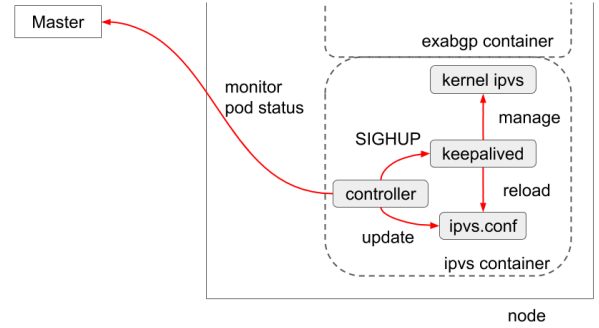 Master
exabgp container
kernel ipvs
monitor
pod status
manage
SIGHUP
keepalived
controller
reload
ipvs.conf
update
ipvs container
node